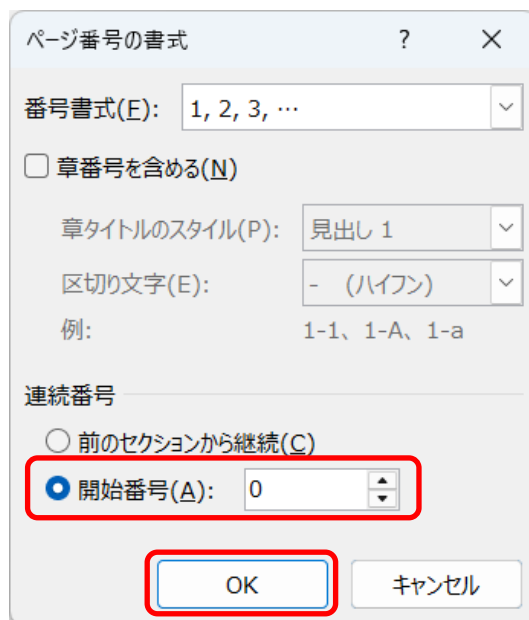 ページ番号の書式 ? ×
番号書式(F): 1, 2, 3, …
章番号を含める(N)
章タイトルのスタイル(P): 見出し 1
区切り文字(E): - (ハイフン)
例: 1-1、1-A、1-a
連続番号
前のセクションから継続(C)
開始番号(A): 0
OK キャンセル